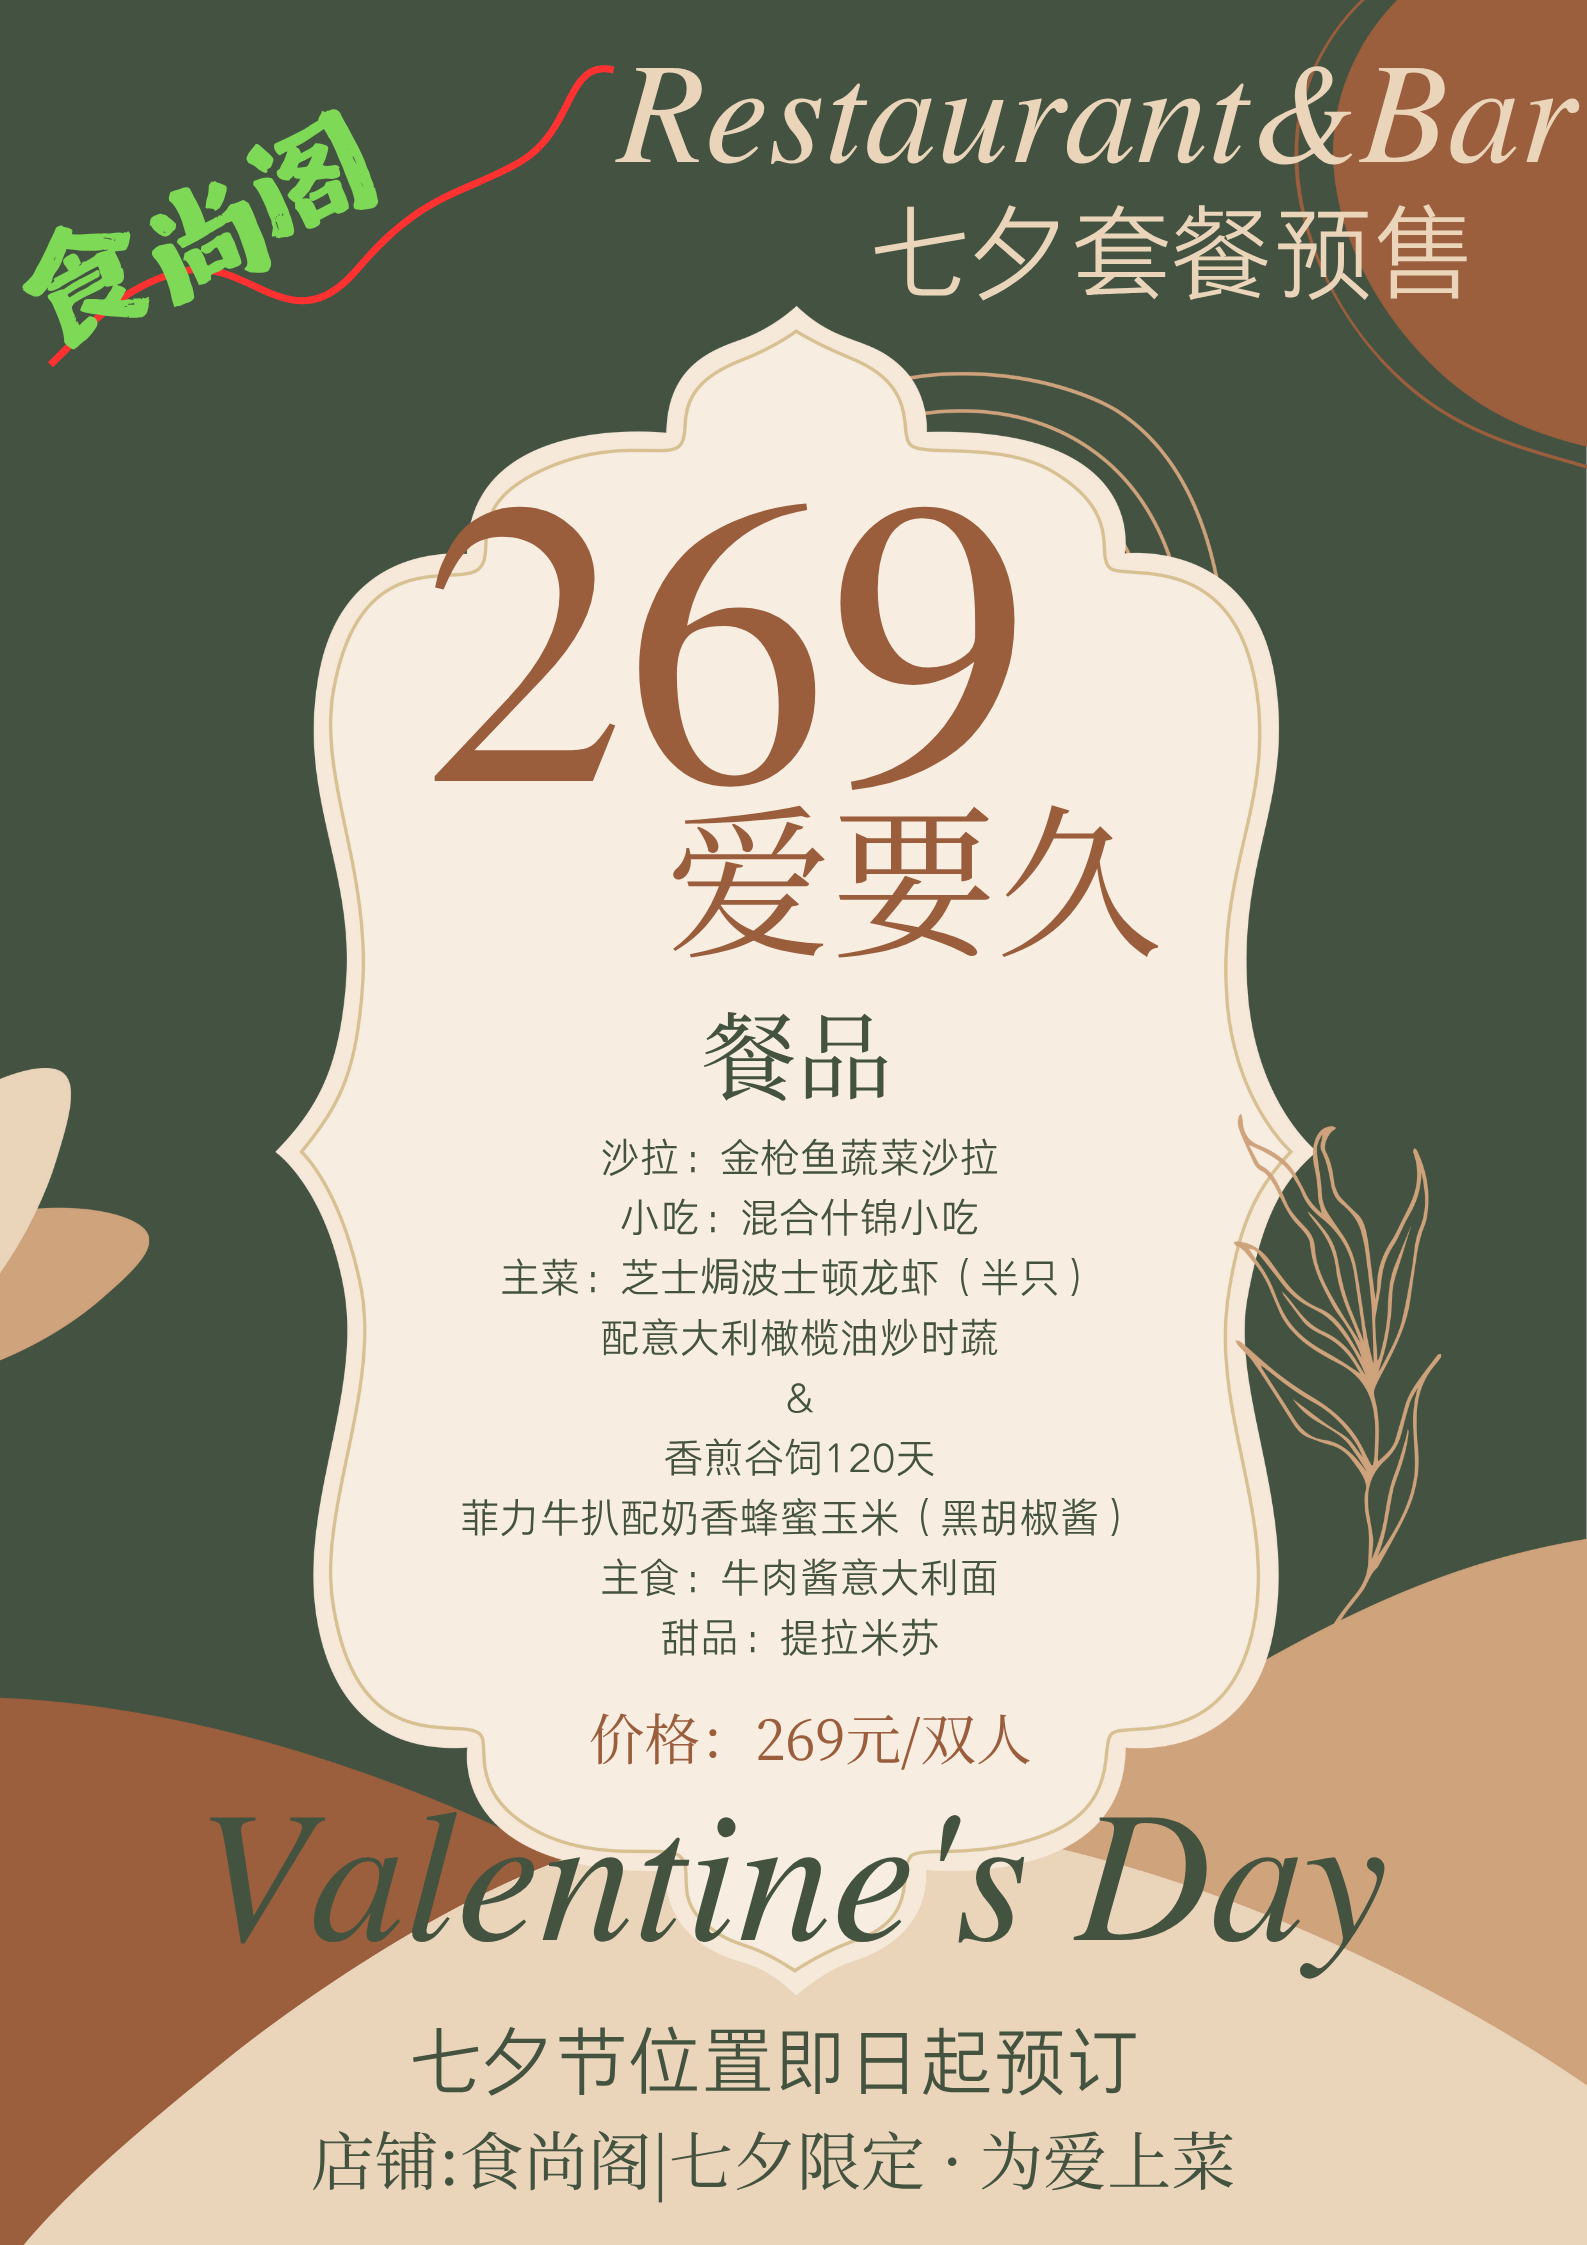 食尚阁
Restaurant&Bar
七夕套餐预售
269
爱要久
餐品
沙拉：金枪鱼蔬菜沙拉
小吃：混合什锦小吃
主菜：芝士焗波士顿龙虾（半只）
配意大利橄榄油炒时蔬
&
香煎谷饲120天
菲力牛扒配奶香蜂蜜玉米（黑胡椒酱）
主食：牛肉酱意大利面
甜品：提拉米苏
价格：269元/双人
Valentine's Day
七夕节位置即日起预订
店铺:食尚阁|七夕限定·为爱上菜